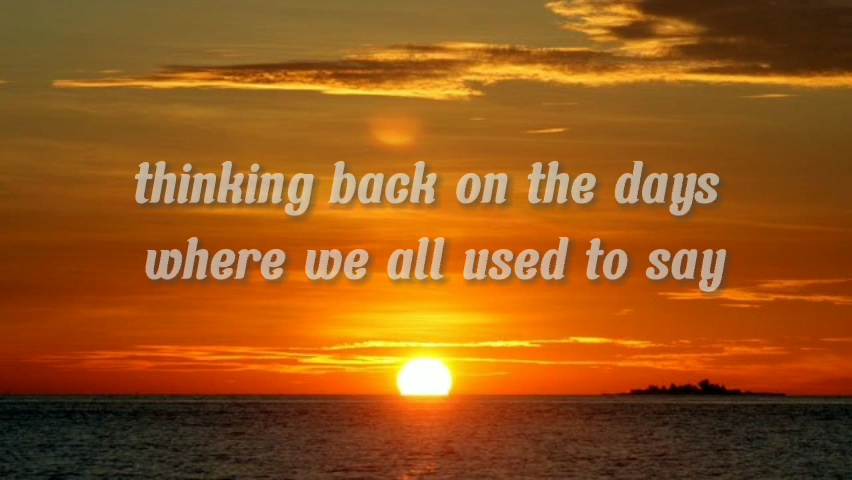 thinking back on the days
where we all used to say